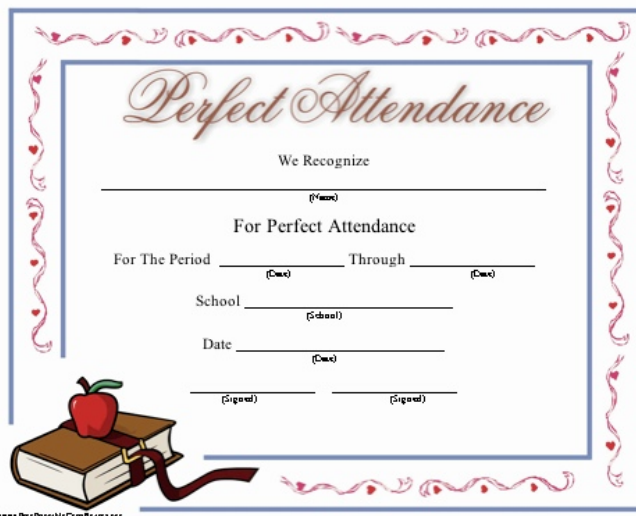 Perfect Attendance
We Recognize
(Name)
For Perfect Attendance
For The Period Through
(Date) (Date)
School
(School)
Date
(Date)
(Signed) (Signed)